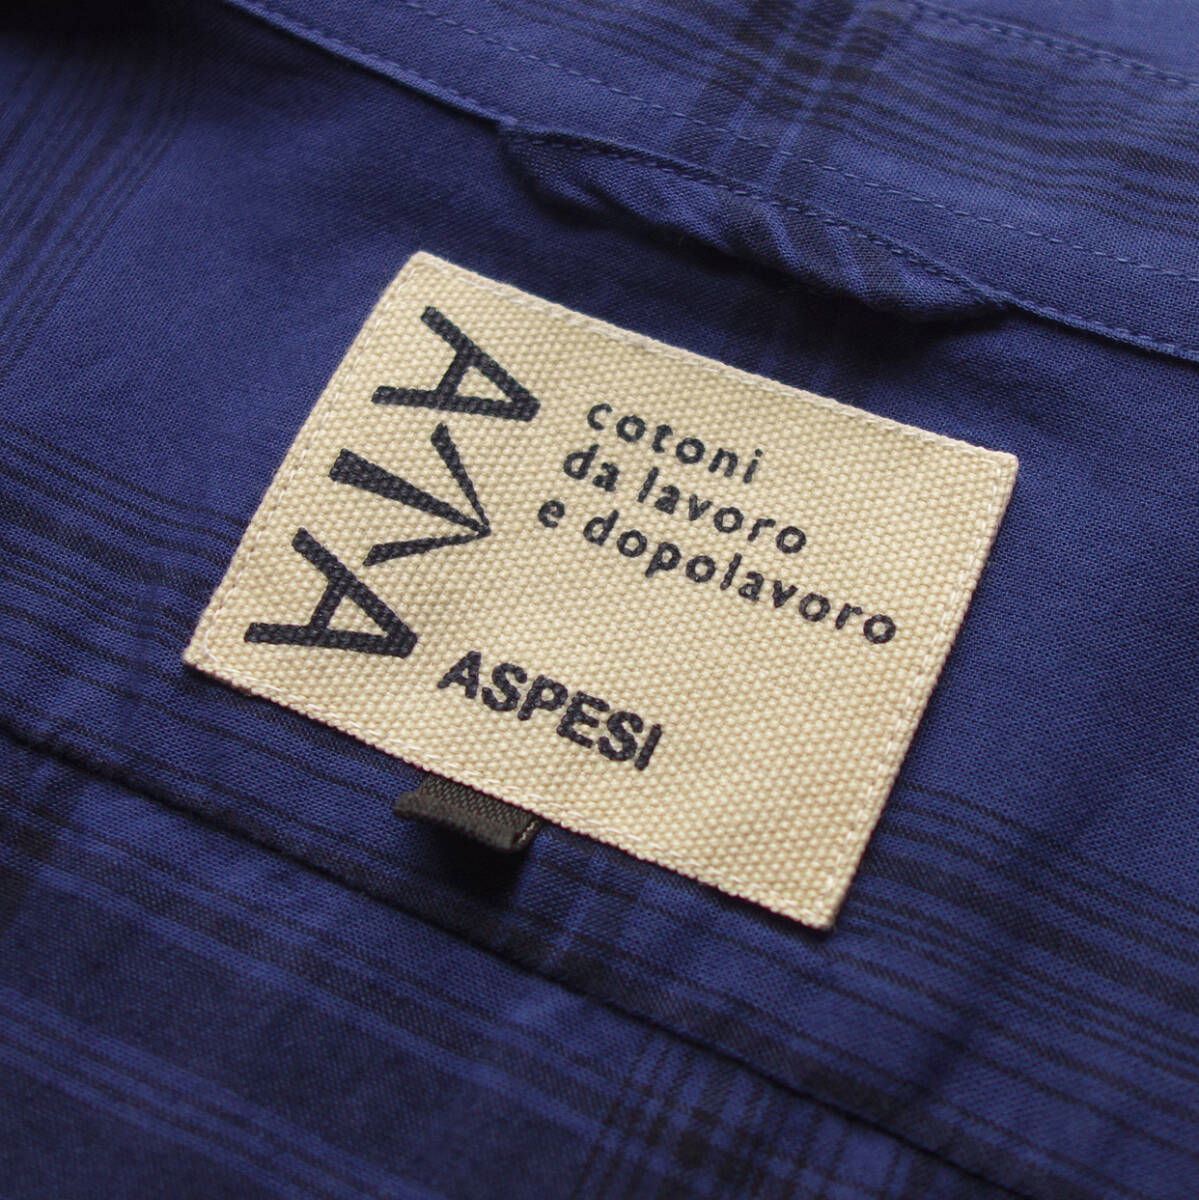 cotoni
da lavoro
e dopolavoro
ASPESI